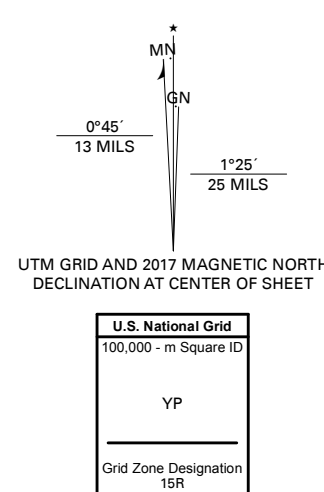 MN
GN
0°45´
13 MILS
1°25´
25 MILS
UTM GRID AND 2017 MAGNETIC NORTH
DECLINATION AT CENTER OF SHEET
U.S. National Grid
100,000 - m Square ID
YP
Grid Zone Designation
15R